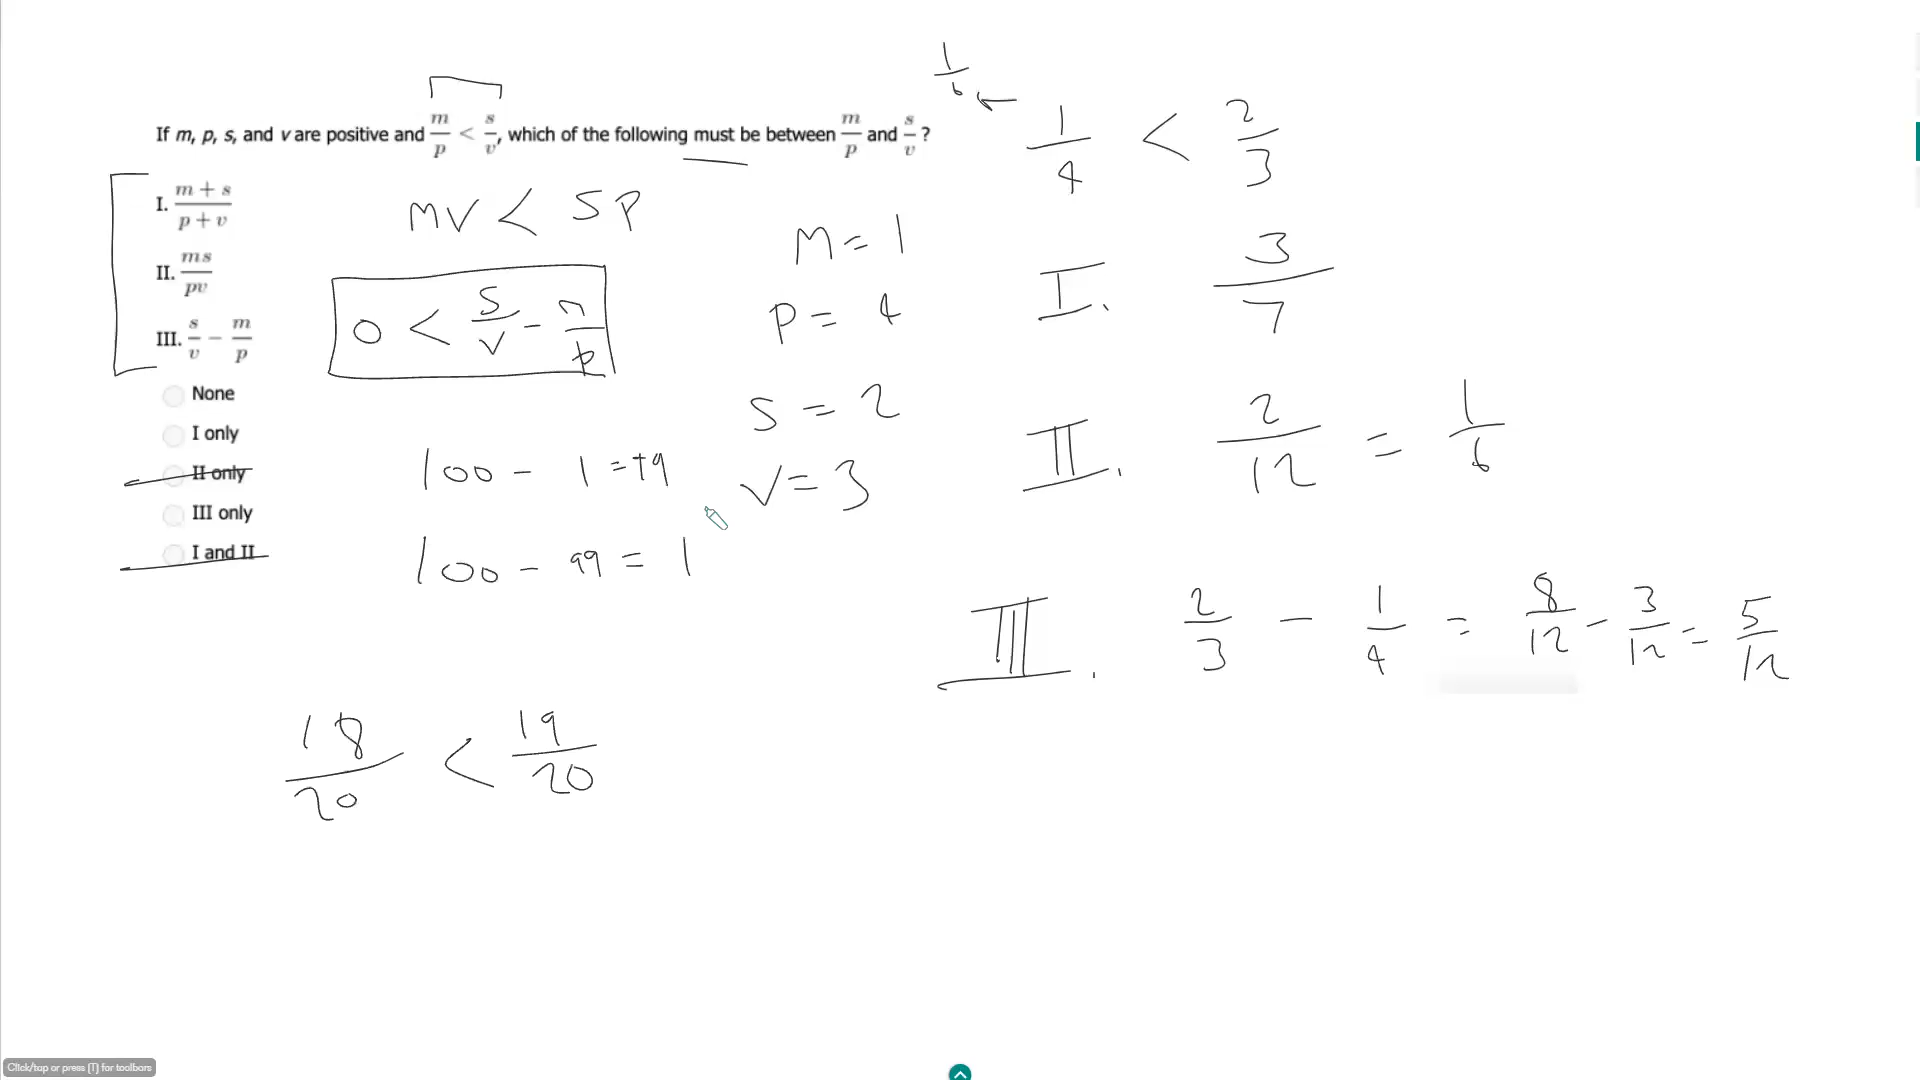 If m, p, s, and v are positive and m/p < s/v, which of the following must be between m/p and s/v ?
I. (m + s)/(p + v)
II. ms/pv
III. s/v − m/p
None
I only
II only
III only
I and II
MV < SP
0 < S/V - m/p
100 - 1 = 99
100 - 99 = 1
18/20 < 19/20
M = 1
P = 4
S = 2
V = 3
1/6 ←
1/4 < 2/3
I. 3/7
II. 2/12 = 1/6
III. 2/3 - 1/4 = 8/12 - 3/12 = 5/12
Click/tap or press [T] for toolbars